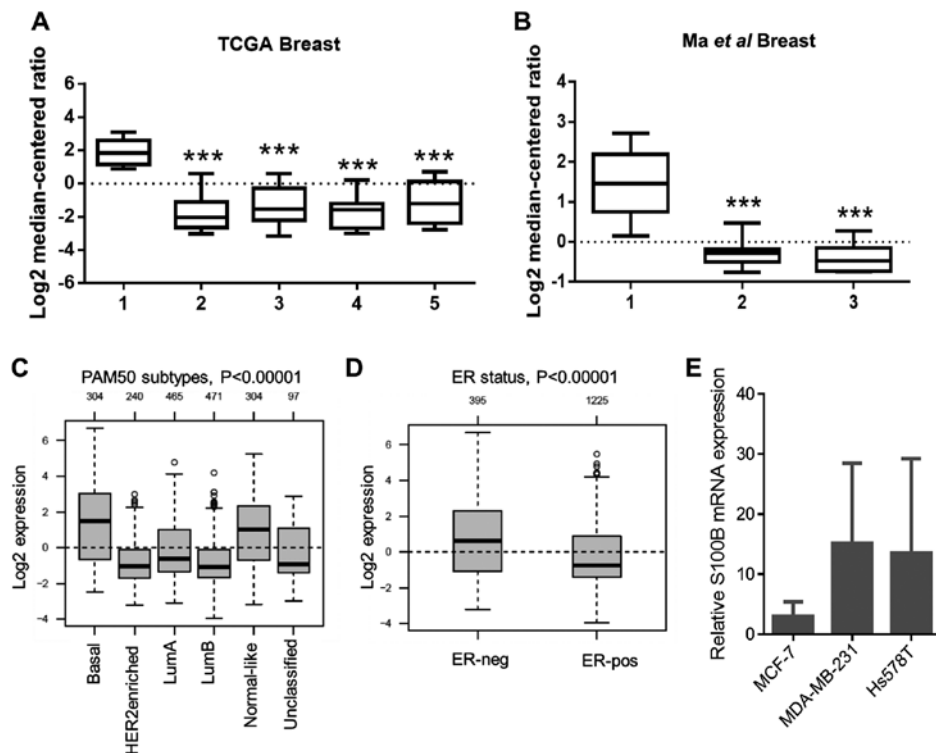 A
TCGA Breast
Log2 median-centered ratio
6
4
2
0
-2
-4
-6
*** *** *** ***
1 2 3 4 5
B
Ma et al Breast
Log2 median-centered ratio
4
3
2
1
0
-1
*** ***
1 2 3
C
PAM50 subtypes, P<0.00001
304 240 465 471 304 97
Log2 expression
6
4
2
0
-2
-4
Basal
HER2enriched
LumA
LumB
Normal-like
Unclassified
D
ER status, P<0.00001
395 1225
Log2 expression
6
4
2
0
-2
-4
ER-neg ER-pos
E
Relative S100B mRNA expression
40
30
20
10
0
MCF-7
MDA-MB-231
Hs578T